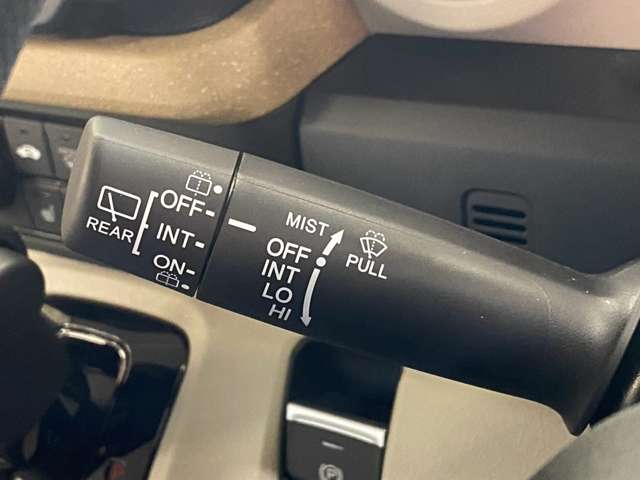 REAR
OFF
INT
ON
MIST
OFF
INT
LO
HI
PULL
P